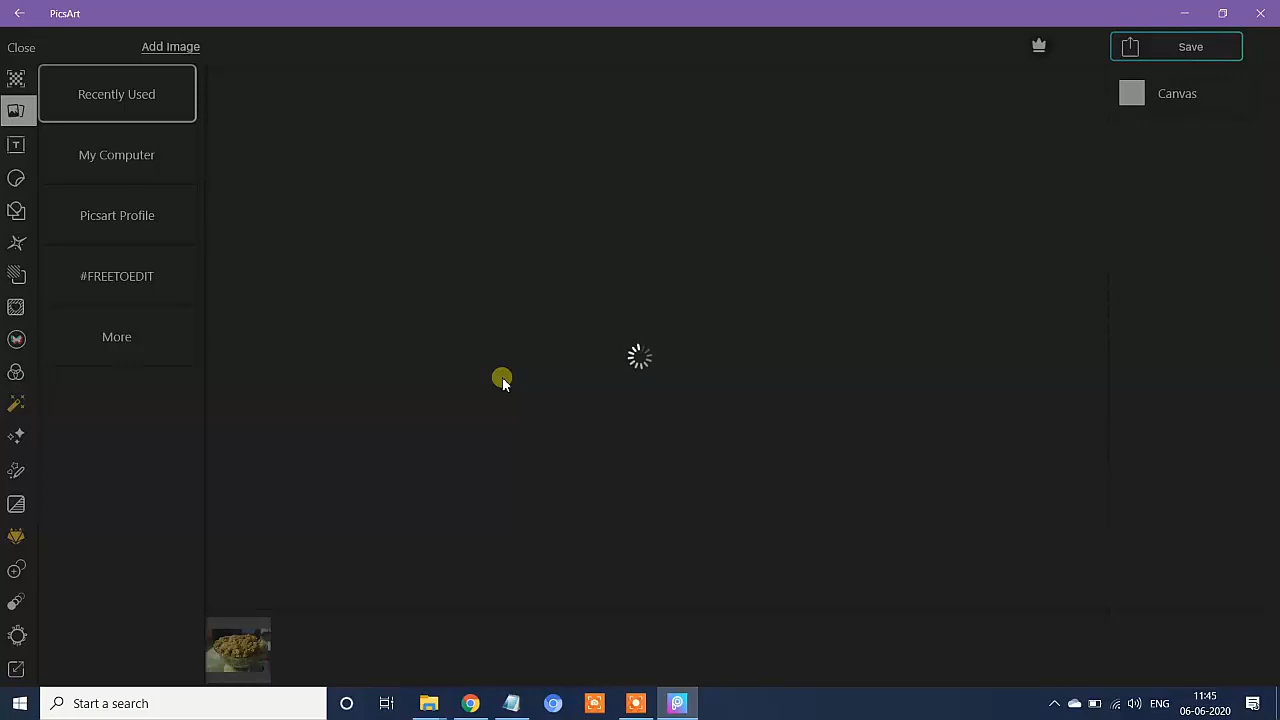 PicsArt
Close
Add Image
Save
Recently Used
Canvas
My Computer
Picsart Profile
#FREETOEDIT
More
T
Start a search
ENG
11:45
06-06-2020